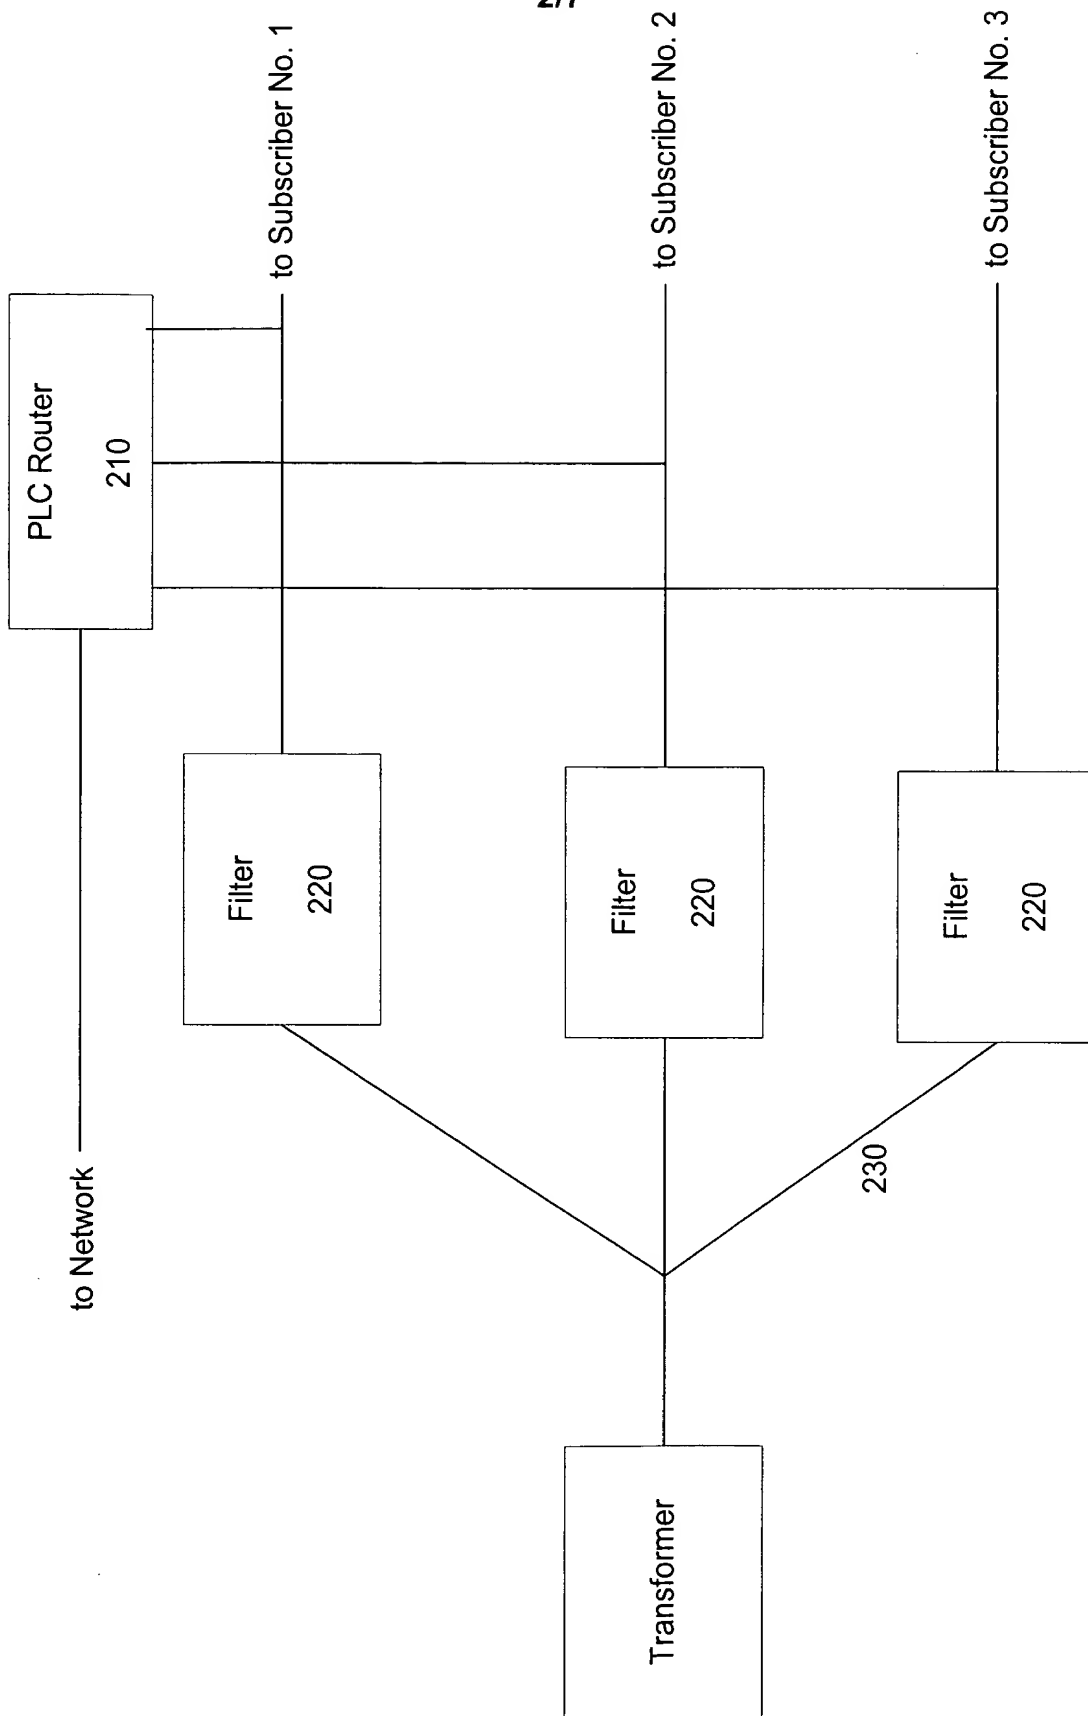 2/7
PLC Router
210
to Subscriber No. 1
to Subscriber No. 2
to Subscriber No. 3
to Network
Filter
220
Filter
220
Filter
220
230
Transformer